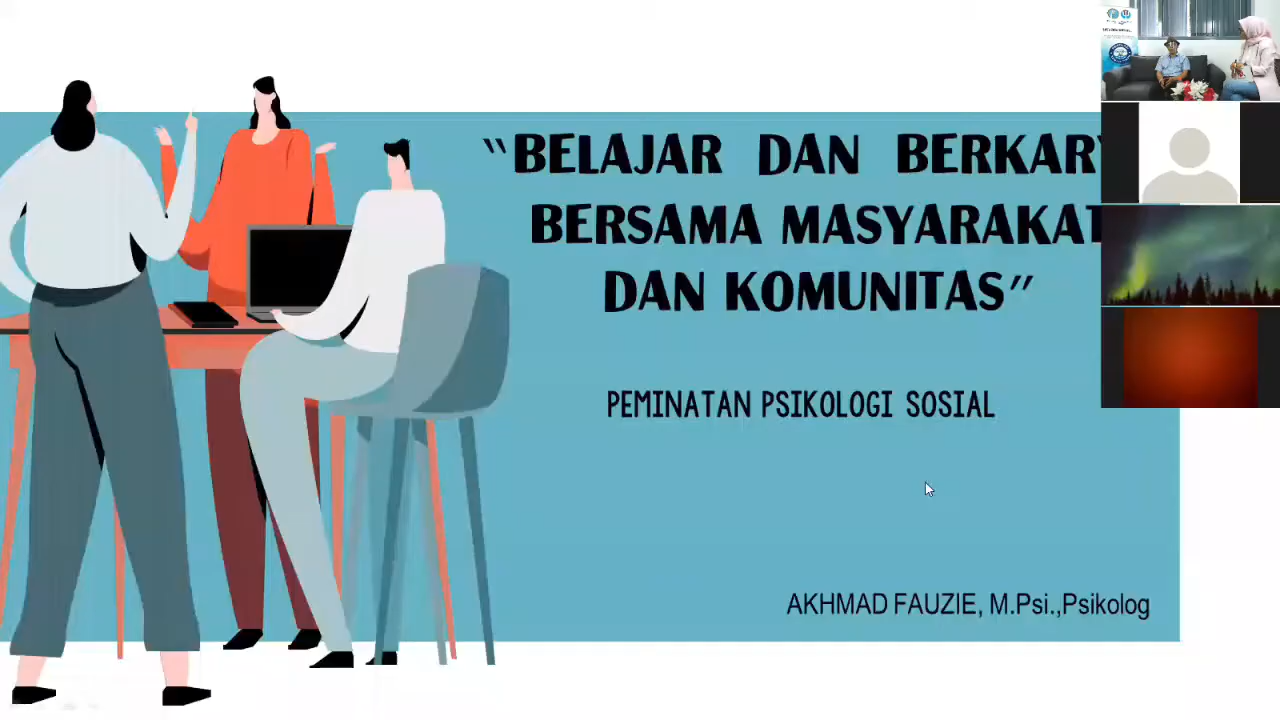 “BELAJAR DAN BERKARY
BERSAMA MASYARAKAT
DAN KOMUNITAS”
PEMINATAN PSIKOLOGI SOSIAL
AKHMAD FAUZIE, M.Psi.,Psikolog